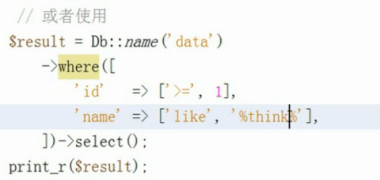 // 或者使用
$result = Db::name('data')
->where([
'id' => ['>=', 1],
'name' => ['like', '%think%'],
])->select();
print_r($result);